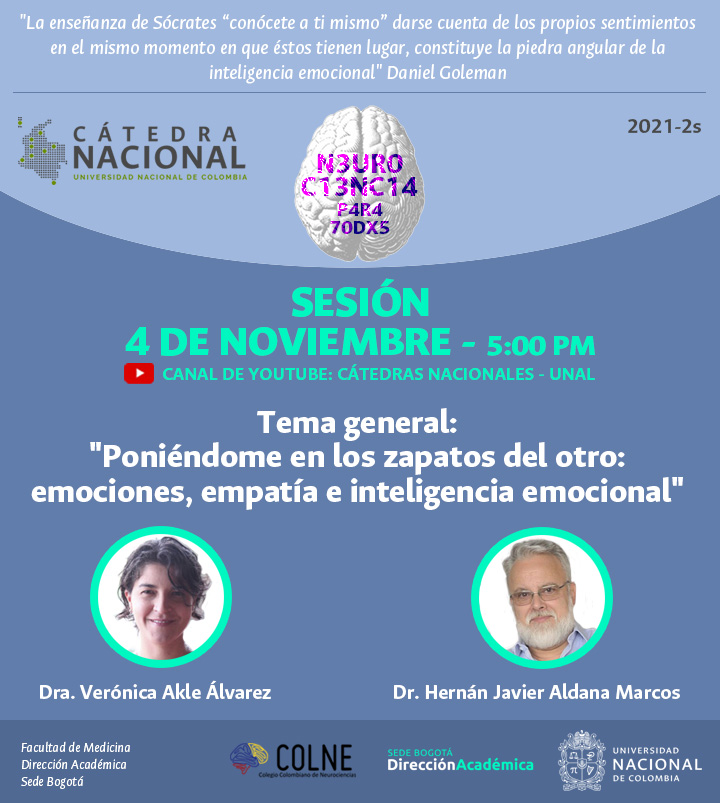 "La enseñanza de Sócrates “conócete a ti mismo” darse cuenta de los propios sentimientos
en el mismo momento en que éstos tienen lugar, constituye la piedra angular de la
inteligencia emocional" Daniel Goleman
CÁTEDRA
NACIONAL
UNIVERSIDAD NACIONAL DE COLOMBIA
N3UR0
C13NC14
P4R4
70DX5
2021-2s
SESIÓN
4 DE NOVIEMBRE - 5:00 PM
CANAL DE YOUTUBE: CÁTEDRAS NACIONALES - UNAL
Tema general:
"Poniéndome en los zapatos del otro:
emociones, empatía e inteligencia emocional"
Dra. Verónica Akle Álvarez
Dr. Hernán Javier Aldana Marcos
Facultad de Medicina
Dirección Académica
Sede Bogotá
COLNE
Colegio Colombiano de Neurociencias
SEDE BOGOTÁ
DirecciónAcadémica
UNIVERSIDAD
NACIONAL
DE COLOMBIA